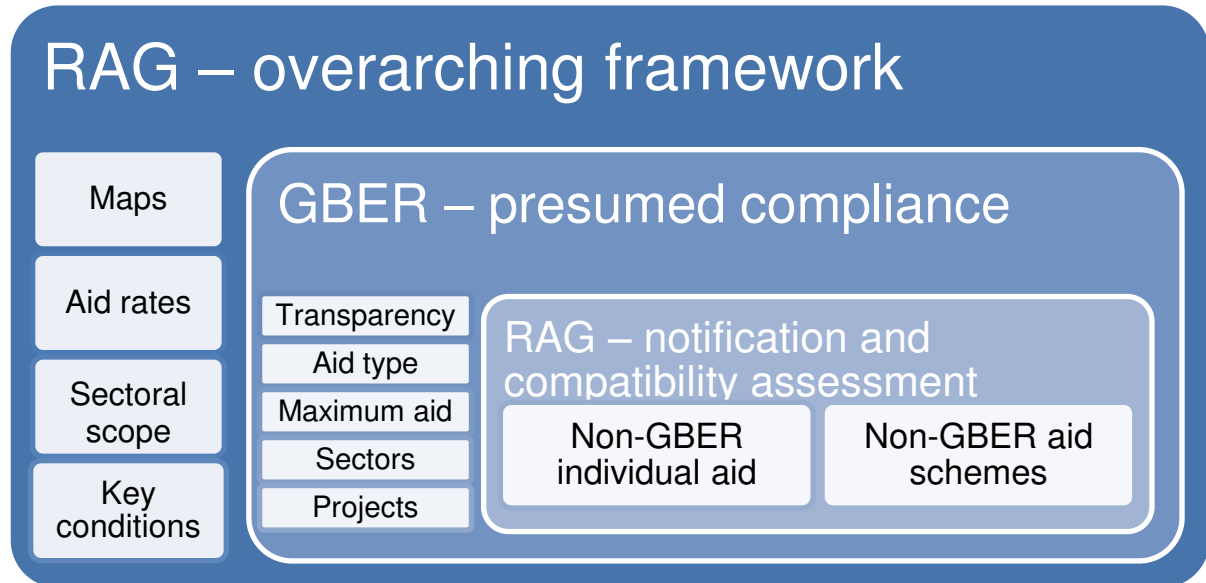 RAG – overarching framework
Maps
Aid rates
Sectoral
scope
Key
conditions
GBER – presumed compliance
Transparency
Aid type
Maximum aid
Sectors
Projects
RAG – notification and
compatibility assessment
Non-GBER
individual aid
Non-GBER aid
schemes